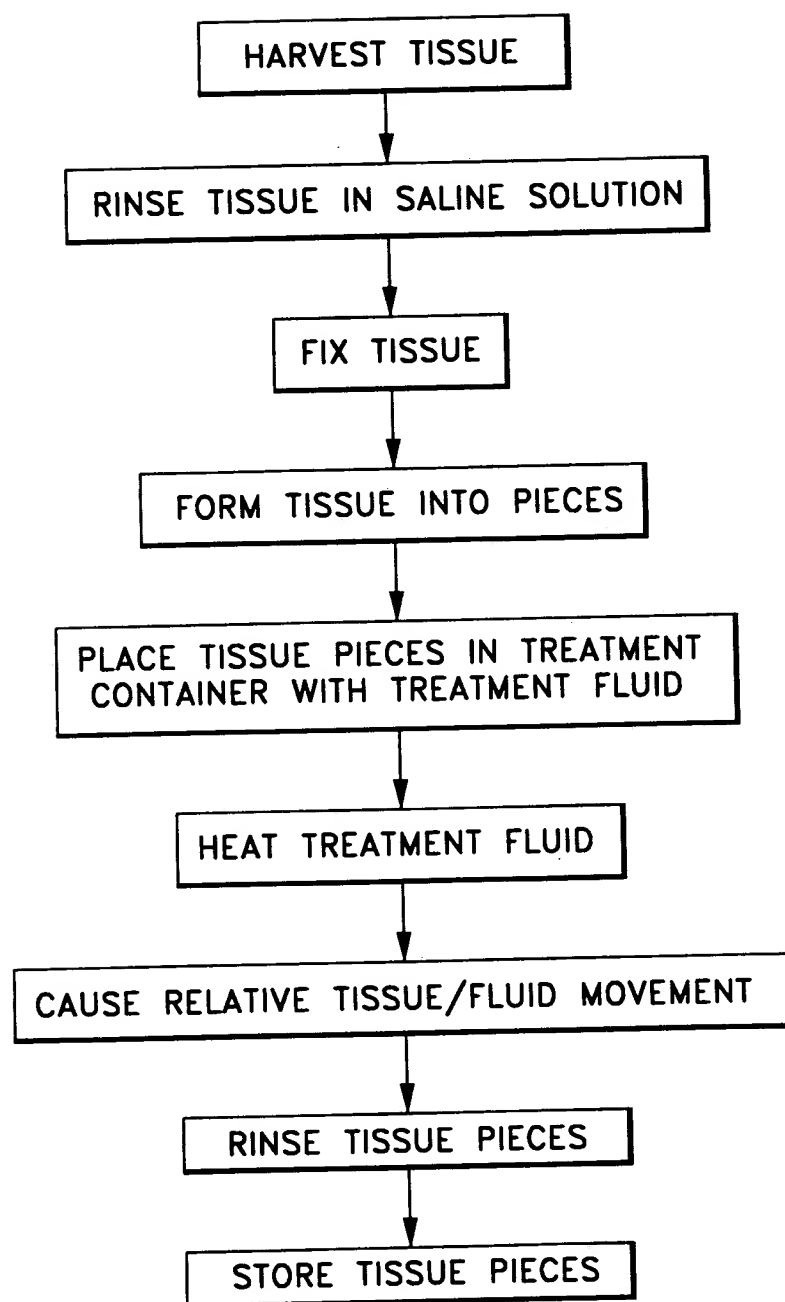 HARVEST TISSUE
RINSE TISSUE IN SALINE SOLUTION
FIX TISSUE
FORM TISSUE INTO PIECES
PLACE TISSUE PIECES IN TREATMENT
CONTAINER WITH TREATMENT FLUID
HEAT TREATMENT FLUID
CAUSE RELATIVE TISSUE/FLUID MOVEMENT
RINSE TISSUE PIECES
STORE TISSUE PIECES